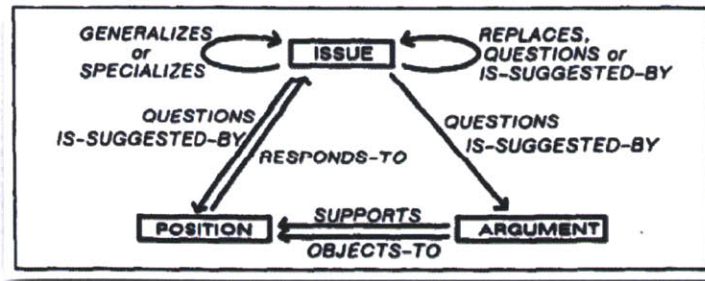 GENERALIZES
or
SPECIALIZES
ISSUE
REPLACES,
QUESTIONS or
IS-SUGGESTED-BY
QUESTIONS
IS-SUGGESTED-BY
RESPONDS-TO
QUESTIONS
IS-SUGGESTED-BY
POSITION
SUPPORTS
OBJECTS-TO
ARGUMENT